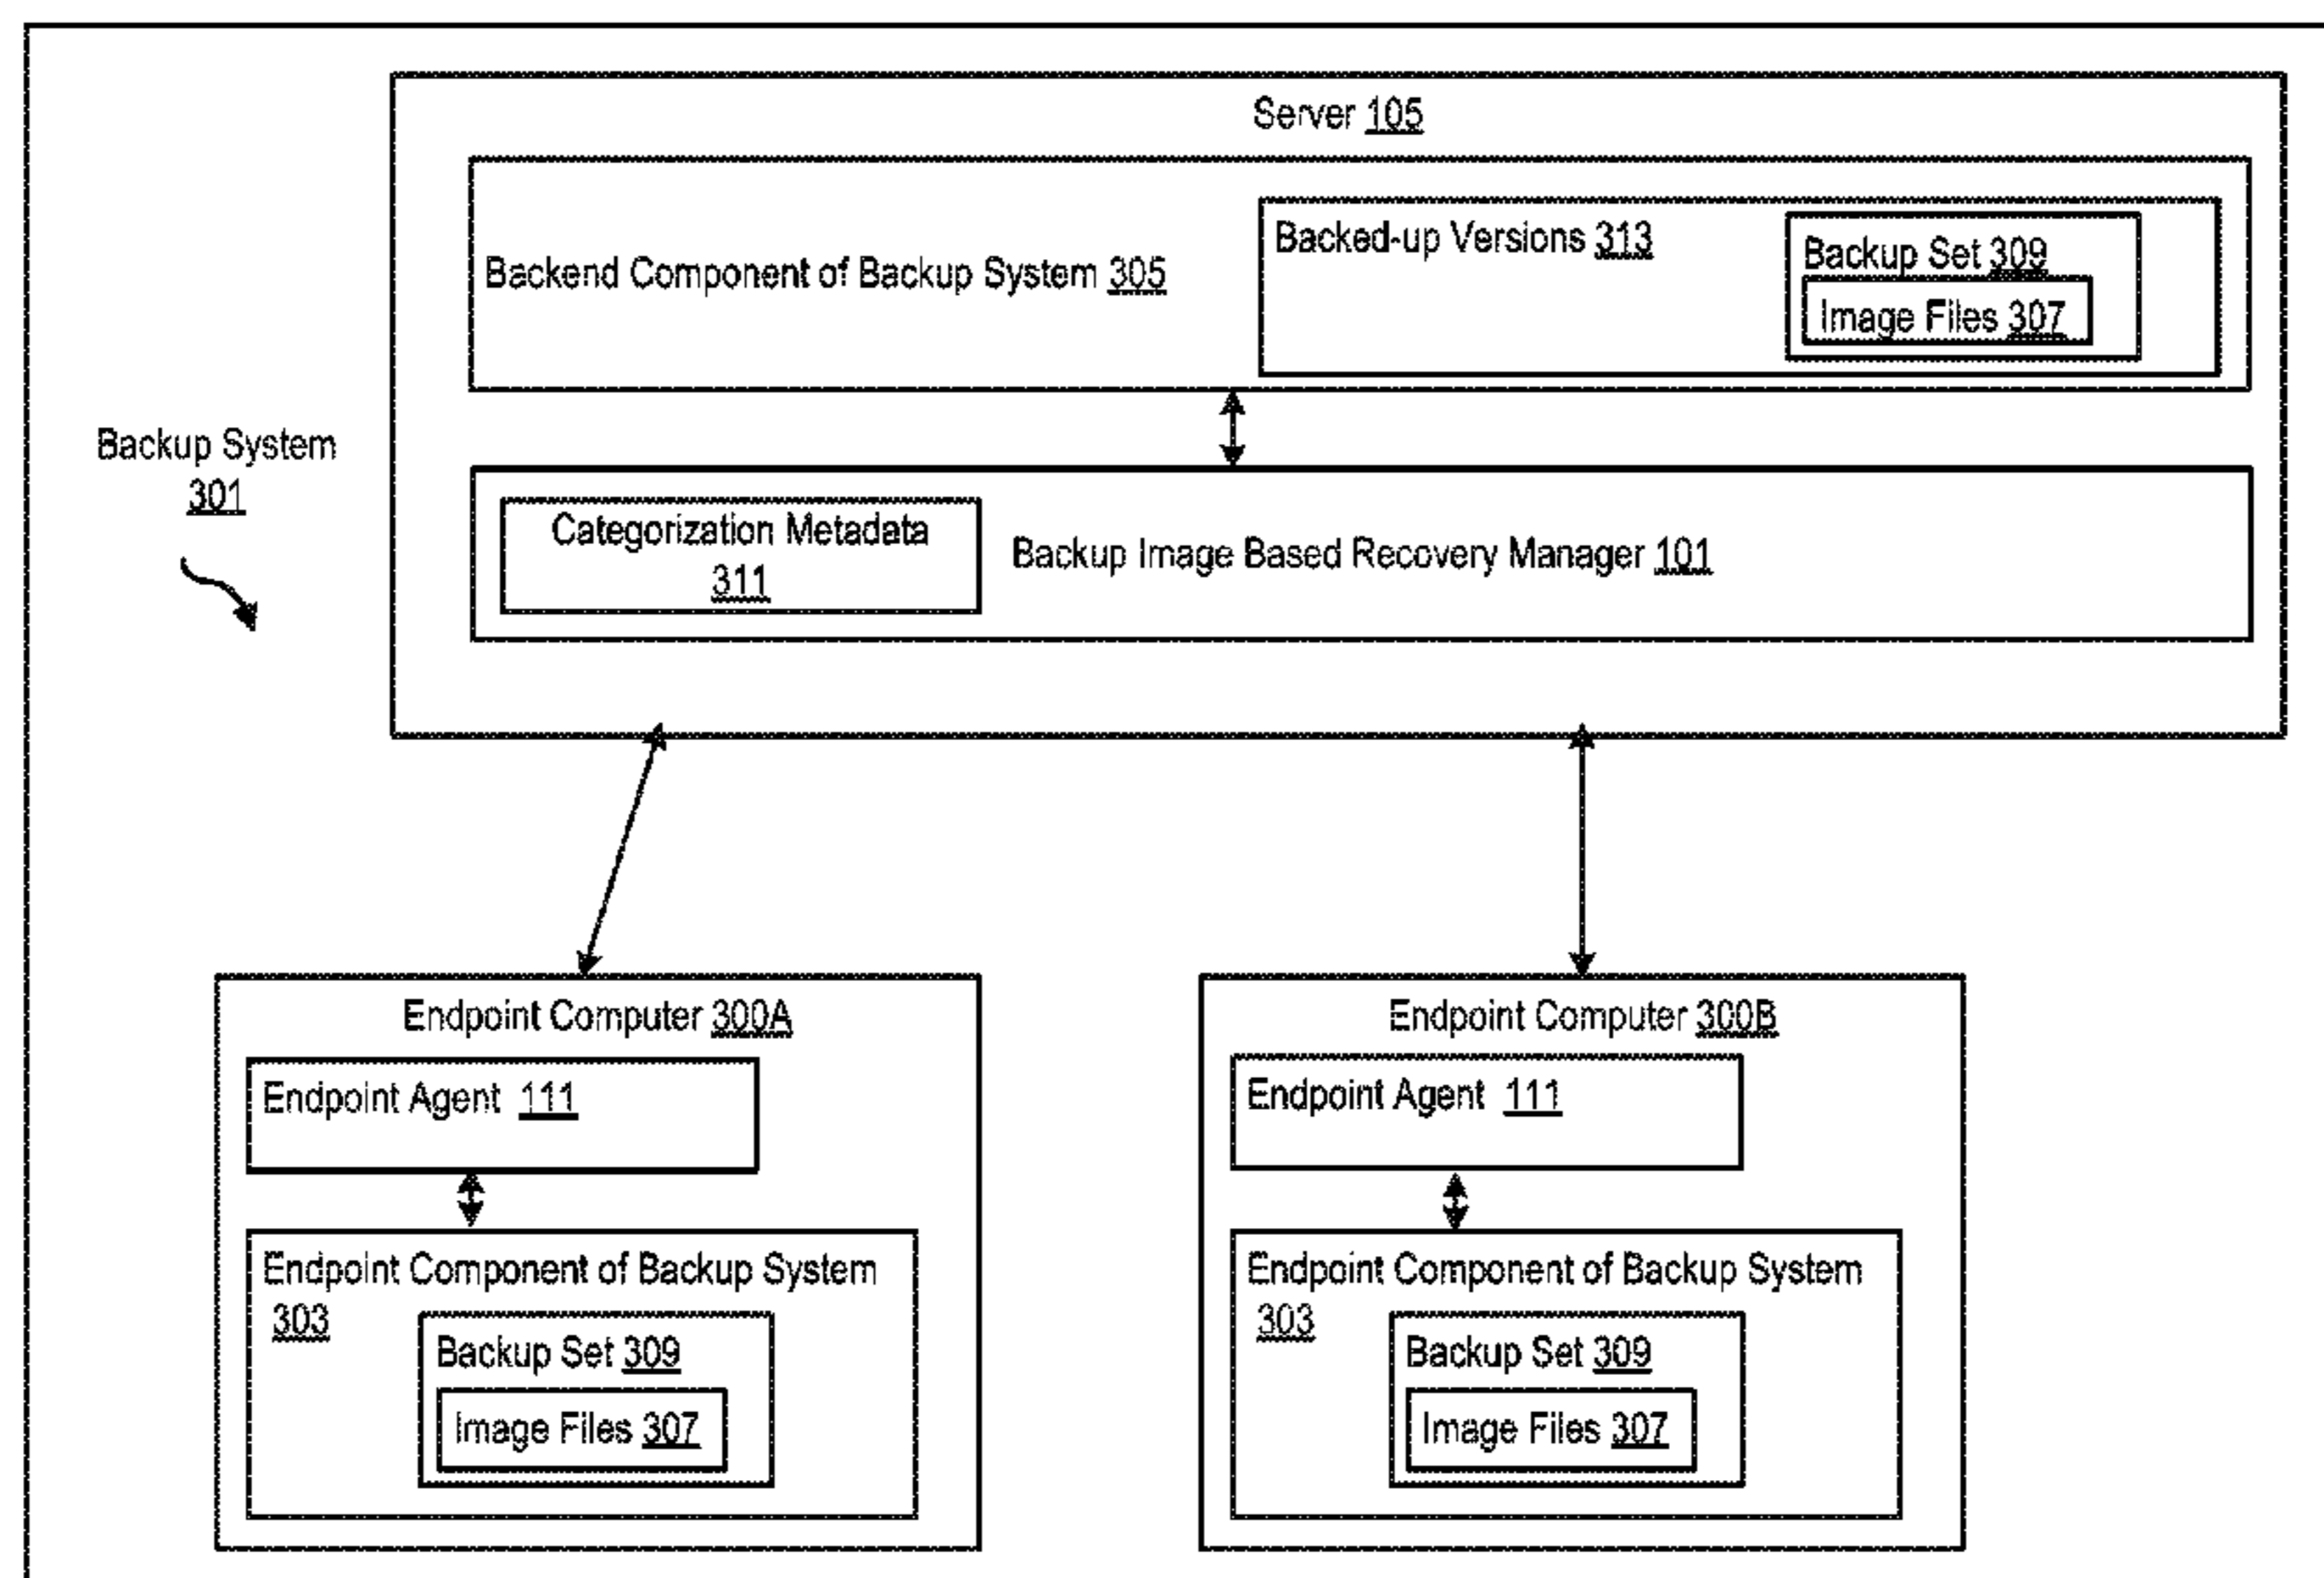 Server 105
Backend Component of Backup System 305
Backed-up Versions 313
Backup Set 309
Image Files 307
Backup System
301
Categorization Metadata
311
Backup Image Based Recovery Manager 101
Endpoint Computer 300A
Endpoint Agent 111
Endpoint Component of Backup System
303
Backup Set 309
Image Files 307
Endpoint Computer 300B
Endpoint Agent 111
Endpoint Component of Backup System
303
Backup Set 309
Image Files 307